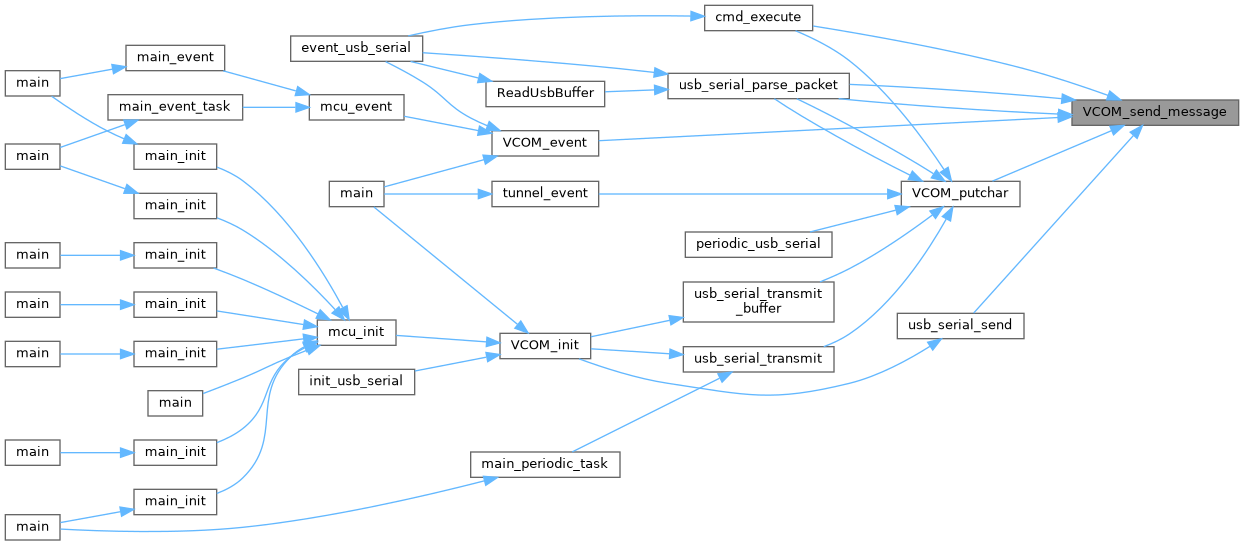 cmd_execute
event_usb_serial
main_event
main
usb_serial_parse_packet
ReadUsbBuffer
main_event_task
mcu_event
VCOM_send_message
VCOM_event
main
main_init
main
tunnel_event
VCOM_putchar
main_init
periodic_usb_serial
main
main_init
usb_serial_transmit
_buffer
main
main_init
mcu_init
usb_serial_send
VCOM_init
main
main_init
usb_serial_transmit
init_usb_serial
main
main
main_init
main_periodic_task
main_init
main